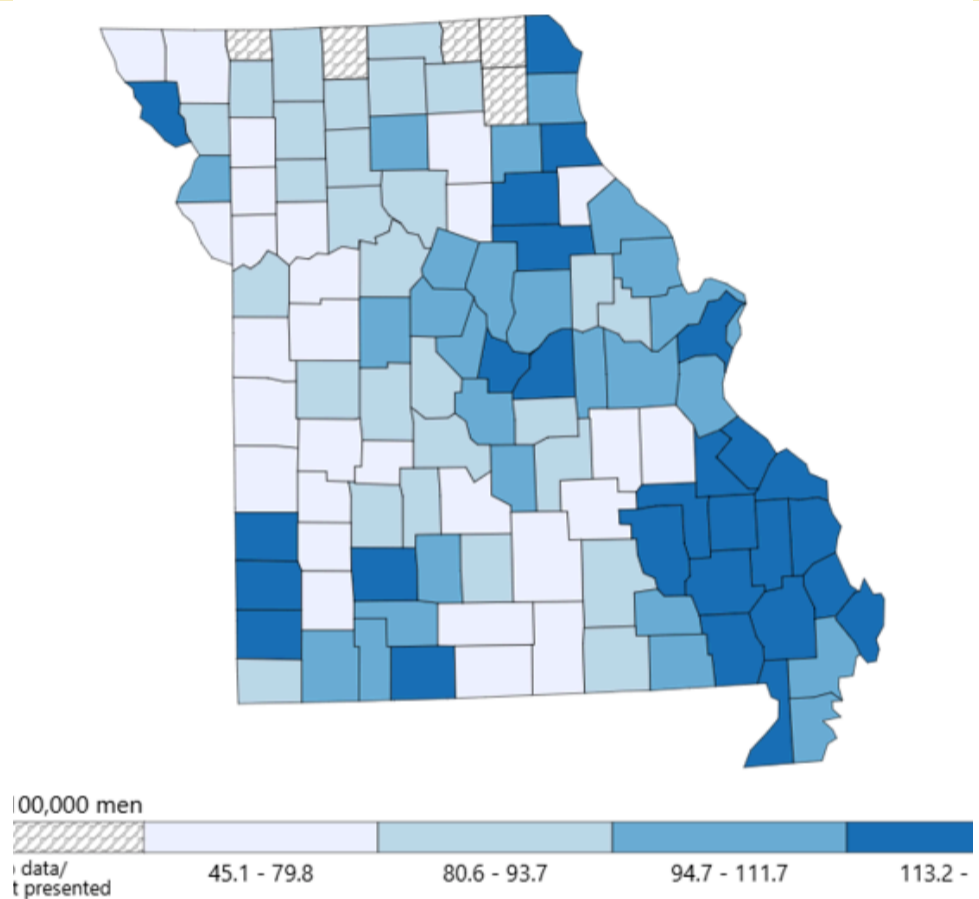 00,000 men
data/
t presented
45.1 - 79.8
80.6 - 93.7
94.7 - 111.7
113.2 -